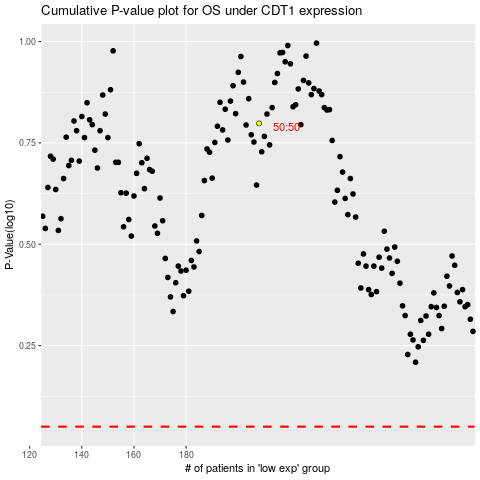 Cumulative P-value plot for OS under CDT1 expression
P-Value(log10)
1.00
0.75
0.50
0.25
50:50
120 140 160 180
# of patients in 'low exp' group